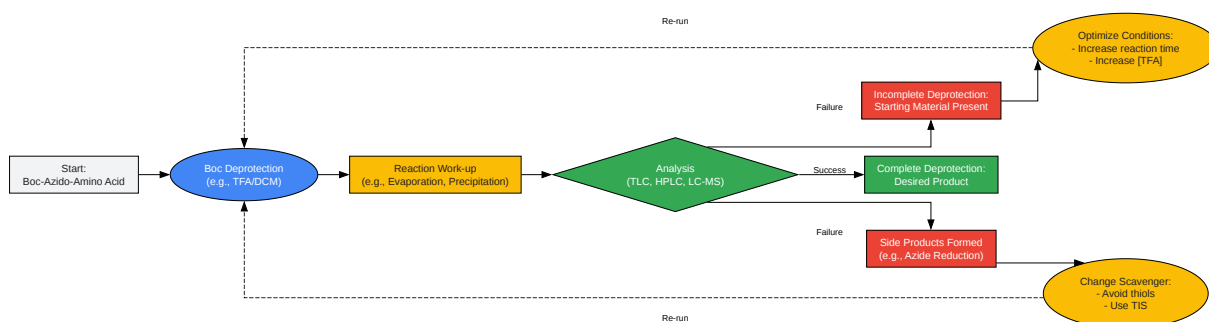 Re-run
Optimize Conditions:
- Increase reaction time
- Increase [TFA]
Incomplete Deprotection:
Starting Material Present
Failure
Start:
Boc-Azido-Amino Acid
Boc Deprotection
(e.g., TFA/DCM)
Reaction Work-up
(e.g., Evaporation, Precipitation)
Analysis
(TLC, HPLC, LC-MS)
Success
Complete Deprotection:
Desired Product
Failure
Side Products Formed
(e.g., Azide Reduction)
Change Scavenger:
- Avoid thiols
- Use TIS
Re-run